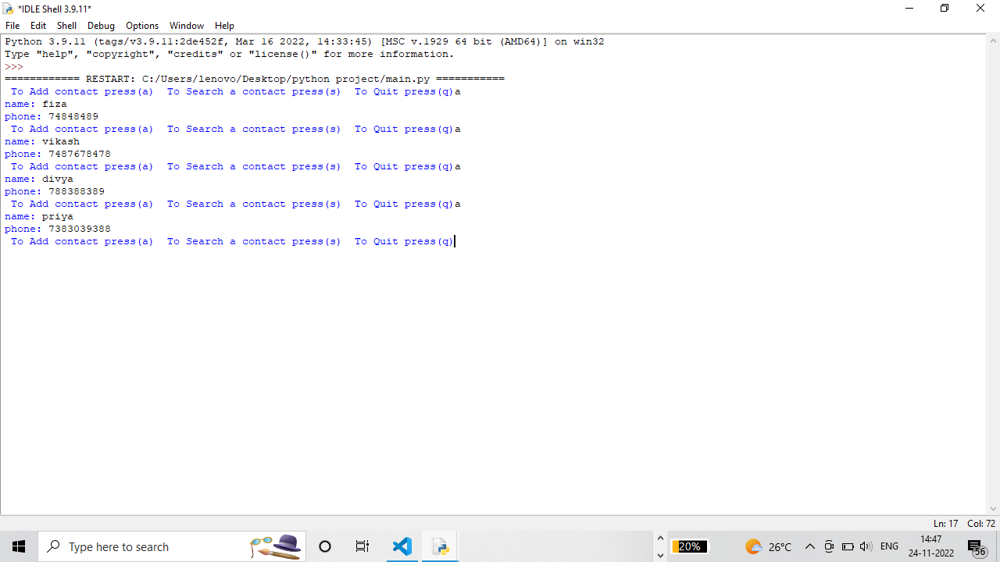 *IDLE Shell 3.9.11*
File Edit Shell Debug Options Window Help
Python 3.9.11 (tags/v3.9.11:2de452f, Mar 16 2022, 14:33:45) [MSC v.1929 64 bit (AMD64)] on win32
Type "help", "copyright", "credits" or "license()" for more information.
>>>
============ RESTART: C:/Users/lenovo/Desktop/python project/main.py ===========
 To Add contact press(a)  To Search a contact press(s)  To Quit press(q)a
name: fiza
phone: 74848489
 To Add contact press(a)  To Search a contact press(s)  To Quit press(q)a
name: vikash
phone: 7487678478
 To Add contact press(a)  To Search a contact press(s)  To Quit press(q)a
name: divya
phone: 788388389
 To Add contact press(a)  To Search a contact press(s)  To Quit press(q)a
name: priya
phone: 7383039388
 To Add contact press(a)  To Search a contact press(s)  To Quit press(q)
Ln: 17 Col: 72
Type here to search
20%
26°C
ENG
14:47
24-11-2022
56